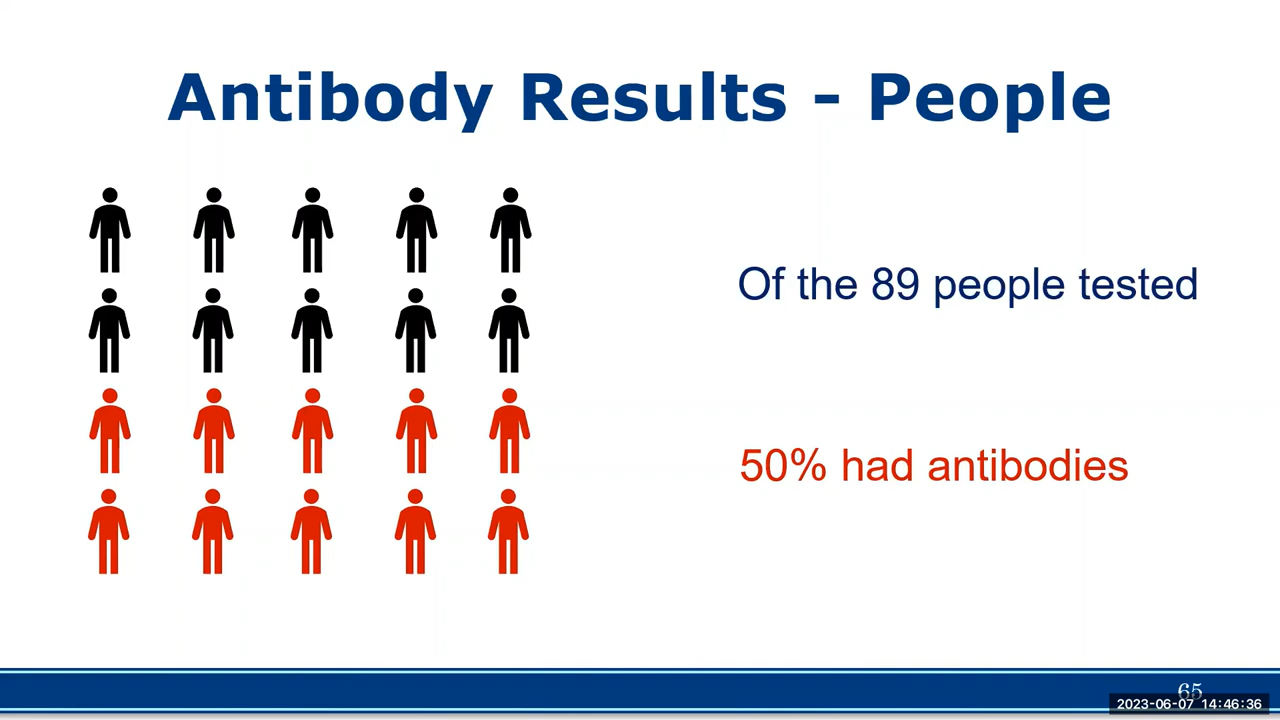 Antibody Results - People
Of the 89 people tested
50% had antibodies
65
2023-06-07 14:46:36